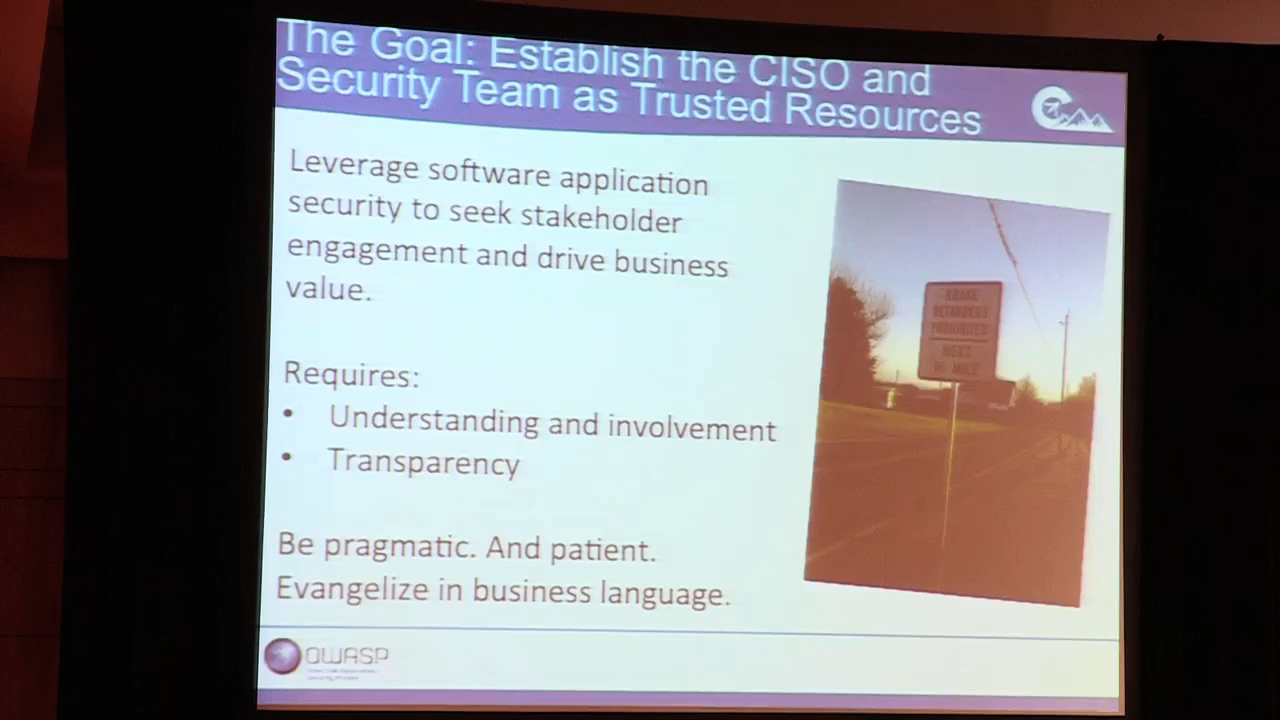 The Goal: Establish the CISO and
Security Team as Trusted Resources
Leverage software application
security to seek stakeholder
engagement and drive business
value.
Requires:
• Understanding and involvement
• Transparency
Be pragmatic. And patient.
Evangelize in business language.
BRAKE
RETARDERS
PROHIBITED
NEXT
MILE
OWASP